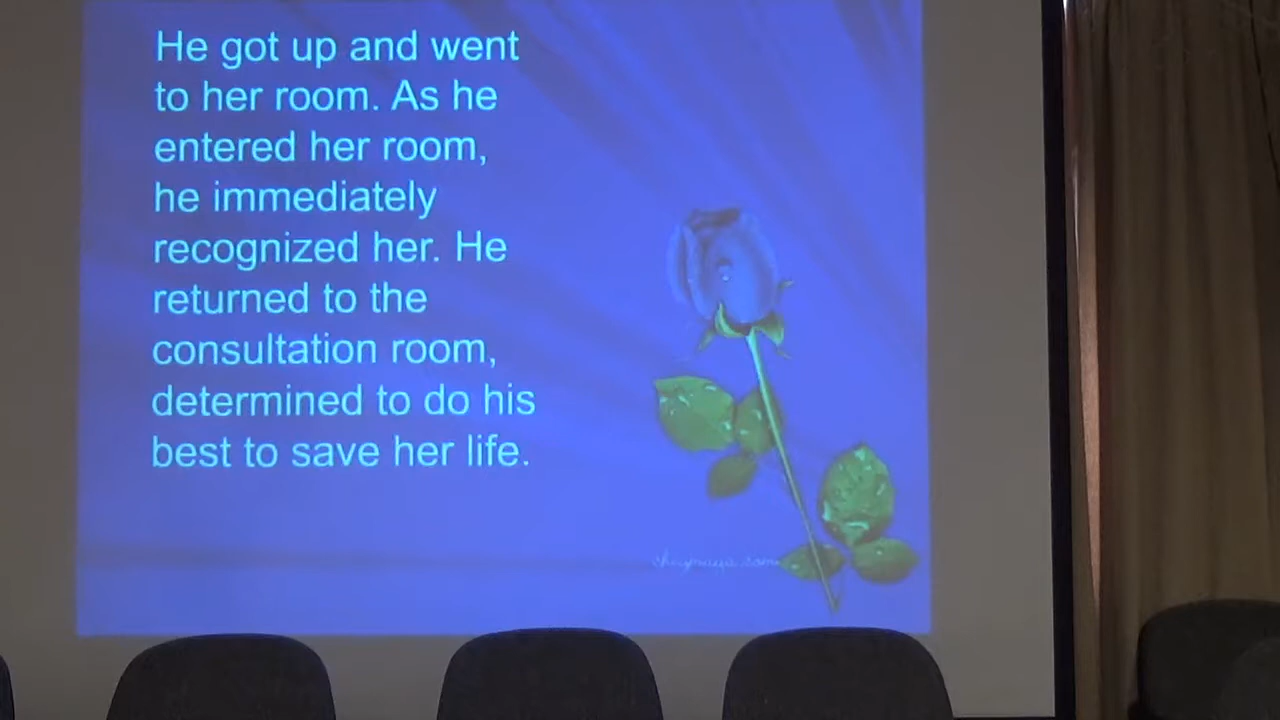 He got up and went
to her room. As he
entered her room,
he immediately
recognized her. He
returned to the
consultation room,
determined to do his
best to save her life.